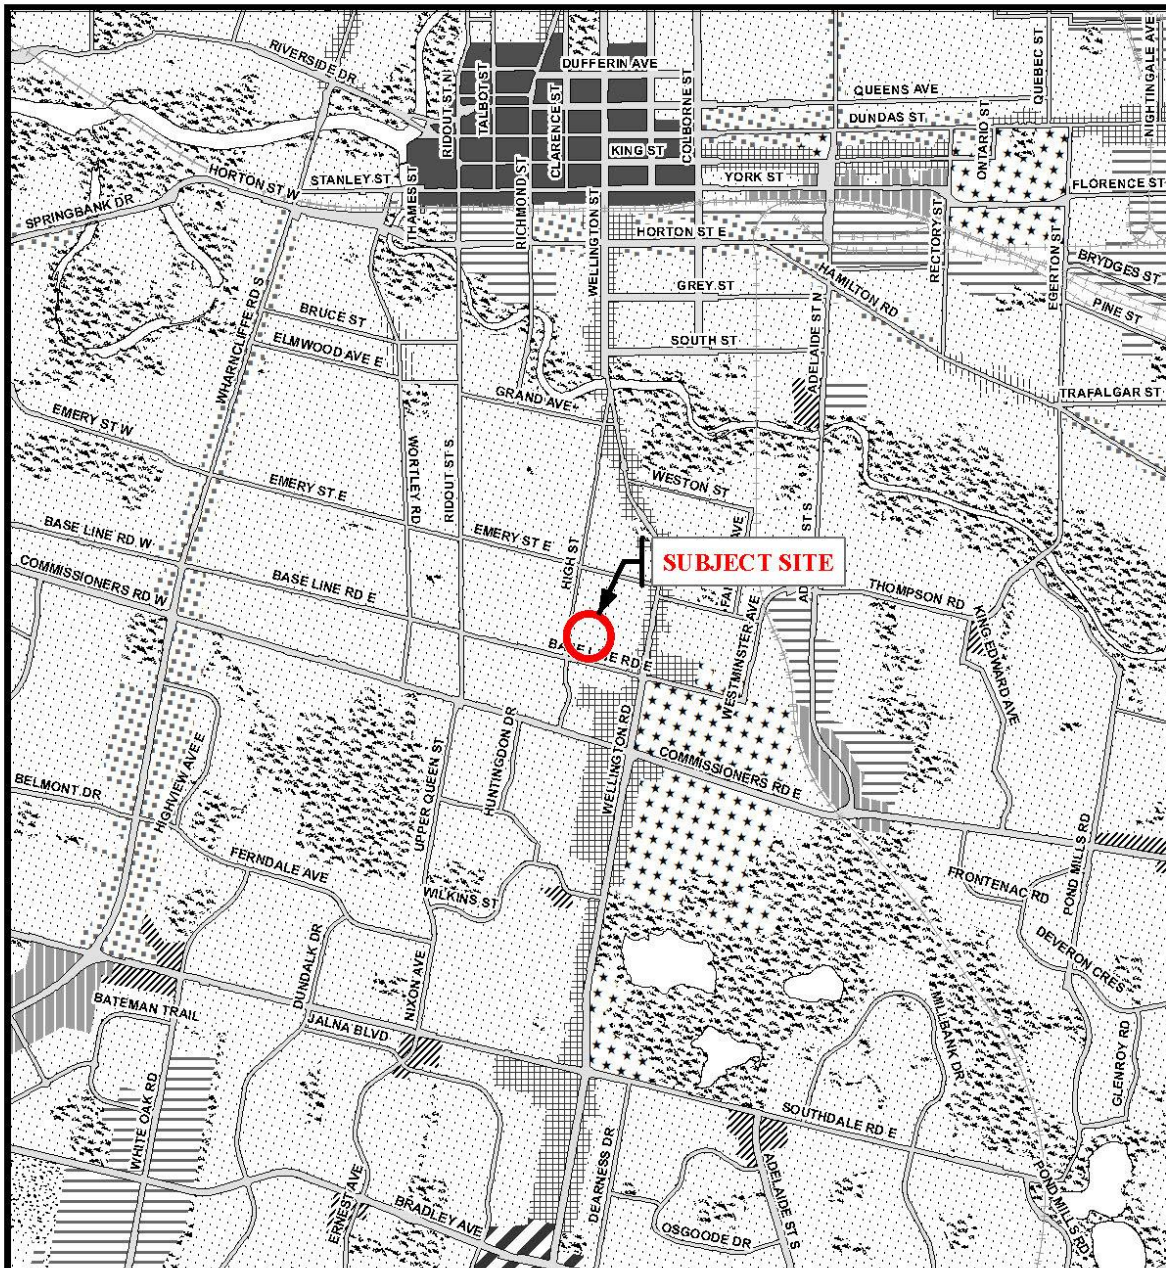 RIVERSIDE DR
RIDOUT ST N
TALBOT ST
CLARENCE ST
DUFFERIN AVE
COLBORNE ST
QUEENS AVE
QUEBEC ST
NIGHTINGALE AVE
DUNDAS ST
KING ST
ONTARIO ST
HORTON ST W
STANLEY ST
THAMES ST
RICHMOND ST
WELLINGTON ST
YORK ST
FLORENCE ST
SPRINGBANK DR
HORTON ST E
RECTORY ST
EGERTON ST
BRYDGES ST
HAMILTON RD
GREY ST
PINE ST
WHARNCLIFFE RD S
BRUCE ST
ELMWOOD AVE E
SOUTH ST
ADELAIDE ST N
GRAND AVE
TRAFALGAR ST
EMERY ST W
WORTLEY RD
RIDOUT ST S
WESTON ST
EMERY ST E
EMERY ST E
HIGH ST
BASE LINE RD W
SUBJECT SITE
COMMISSIONERS RD W
BASE LINE RD E
THOMPSON RD
KING EDWARD AVE
BASE LINE RD E
WESTMINSTER AVE
HIGHVIEW AVE E
UPPER QUEEN ST
HUNTINGDON DR
WELLINGTON RD
COMMISSIONERS RD E
BELMONT DR
FERNDALE AVE
WILKINS ST
FRONTENAC RD
POND MILLS RD
DUNDALK DR
NIXON AVE
DEVERON CRES
BATEMAN TRAIL
JALNA BLVD
MILLBANK DR
GLENROY RD
WHITE OAK RD
SOUTHDALE RD E
DEARNESS DR
ADELAIDE ST S
ERNEST AVE
BRADLEY AVE
OSGOODE DR
POND MILLS RD